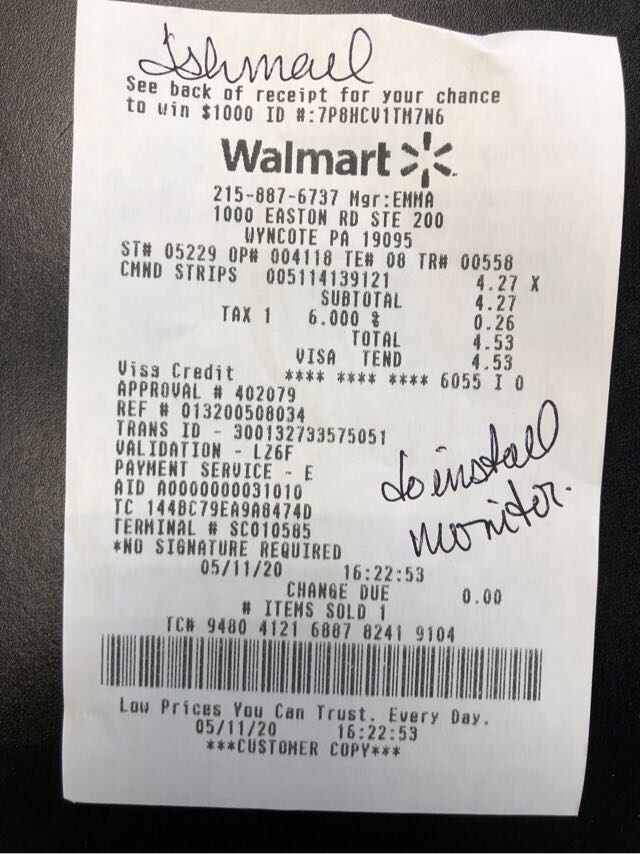 Ishmael
See back of receipt for your chance
to win $1000 ID #:7P8HCV1TM7N6
Walmart
215-887-6737 Mgr:EMMA
1000 EASTON RD STE 200
WYNCOTE PA 19095
ST# 05229 OP# 004118 TE# 08 TR# 00558
CMND STRIPS 005114139121 4.27 X
SUBTOTAL 4.27
TAX 1 6.000 % 0.26
TOTAL 4.53
VISA TEND 4.53
Visa Credit **** **** **** 6055 I 0
APPROVAL # 402079
REF # 013200508034
TRANS ID - 300132733575051
VALIDATION - LZ6F
PAYMENT SERVICE - E
AID A0000000031010
TC 144BC79EA9A8474D
TERMINAL # SC010585
*NO SIGNATURE REQUIRED
to install
monitor.
05/11/20 16:22:53
CHANGE DUE 0.00
# ITEMS SOLD 1
TC# 9480 4121 6887 8241 9104
Low Prices You Can Trust. Every Day.
05/11/20 16:22:53
***CUSTOMER COPY***